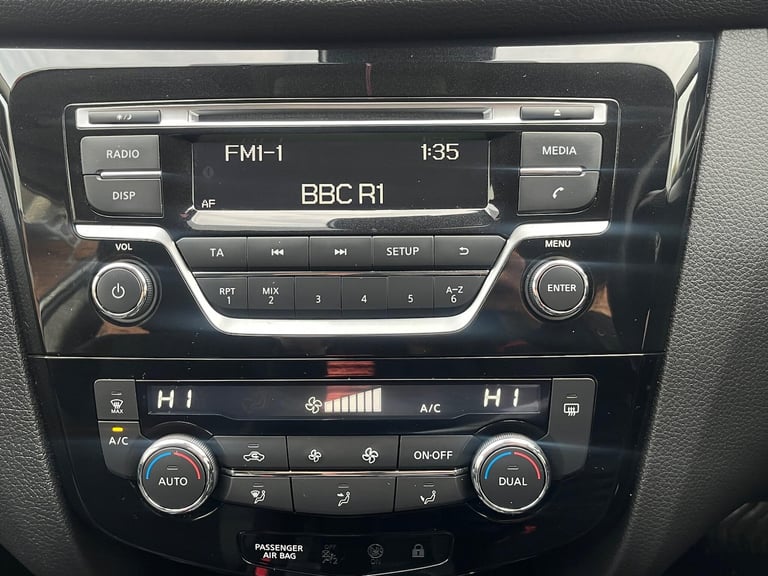 FM1-1 1:35
AF BBC R1
RADIO
MEDIA
DISP
VOL
MENU
TA
SETUP
RPT
1
MIX
2
3
4
5
A-Z
6
ENTER
MAX
HI
A/C
HI
A/C
AUTO
ON·OFF
DUAL
PASSENGER
AIR BAG